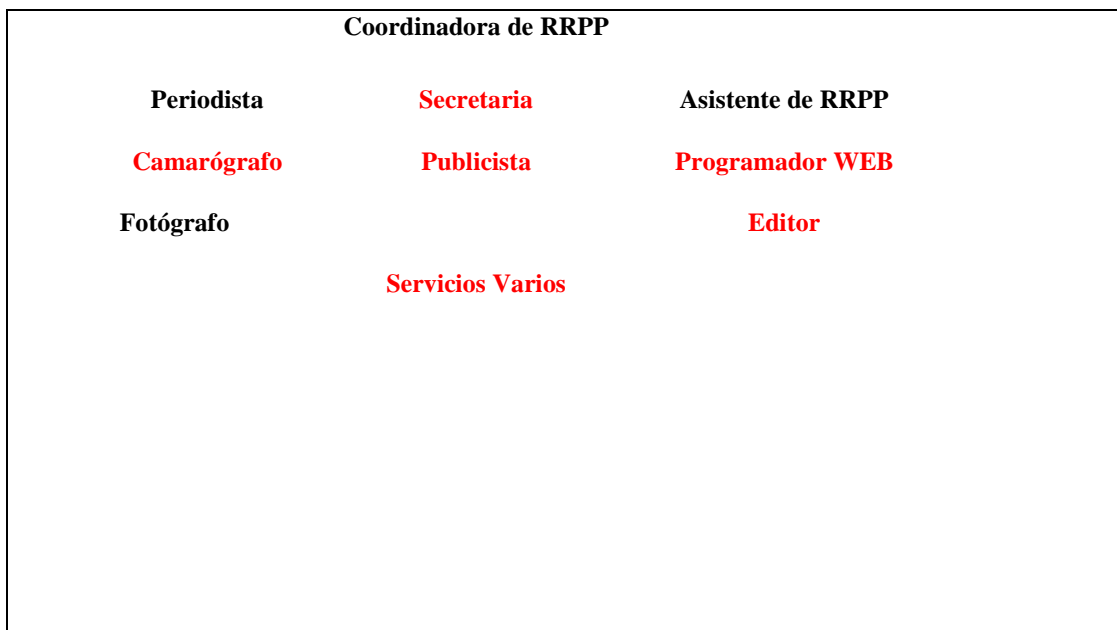 Coordinadora de RRPP
Periodista Secretaria Asistente de RRPP
Camarógrafo Publicista Programador WEB
Fotógrafo Editor
Servicios Varios